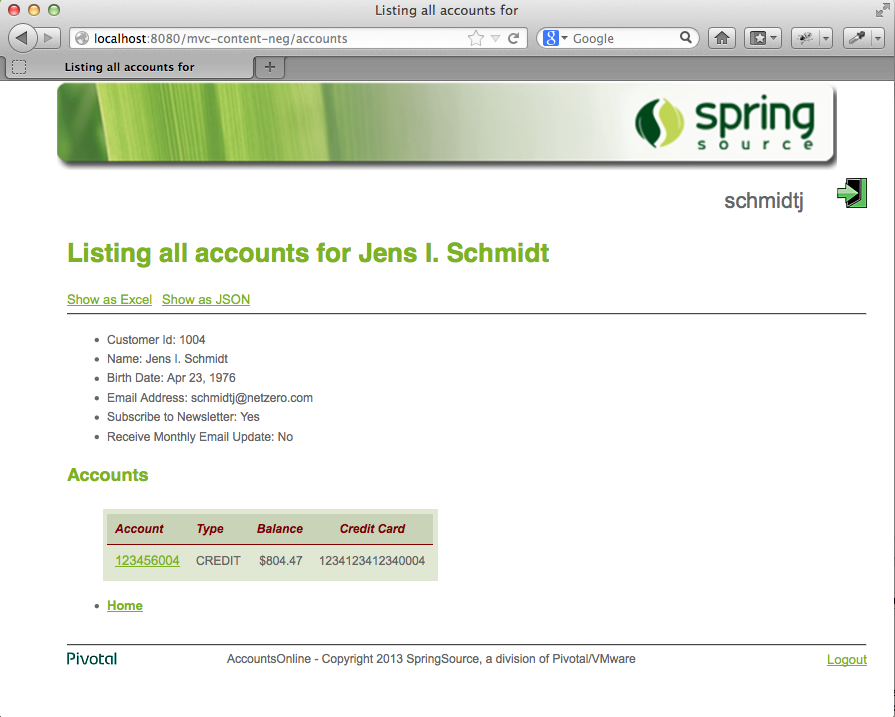 Listing all accounts for
localhost:8080/mvc-content-neg/accounts
Google
Listing all accounts for
spring
source
schmidtj
Listing all accounts for Jens I. Schmidt
Show as Excel Show as JSON
Customer Id: 1004
Name: Jens I. Schmidt
Birth Date: Apr 23, 1976
Email Address: schmidtj@netzero.com
Subscribe to Newsletter: Yes
Receive Monthly Email Update: No
Accounts
Account Type Balance Credit Card
123456004 CREDIT $804.47 1234123412340004
Home
Pivotal AccountsOnline - Copyright 2013 SpringSource, a division of Pivotal/VMware Logout